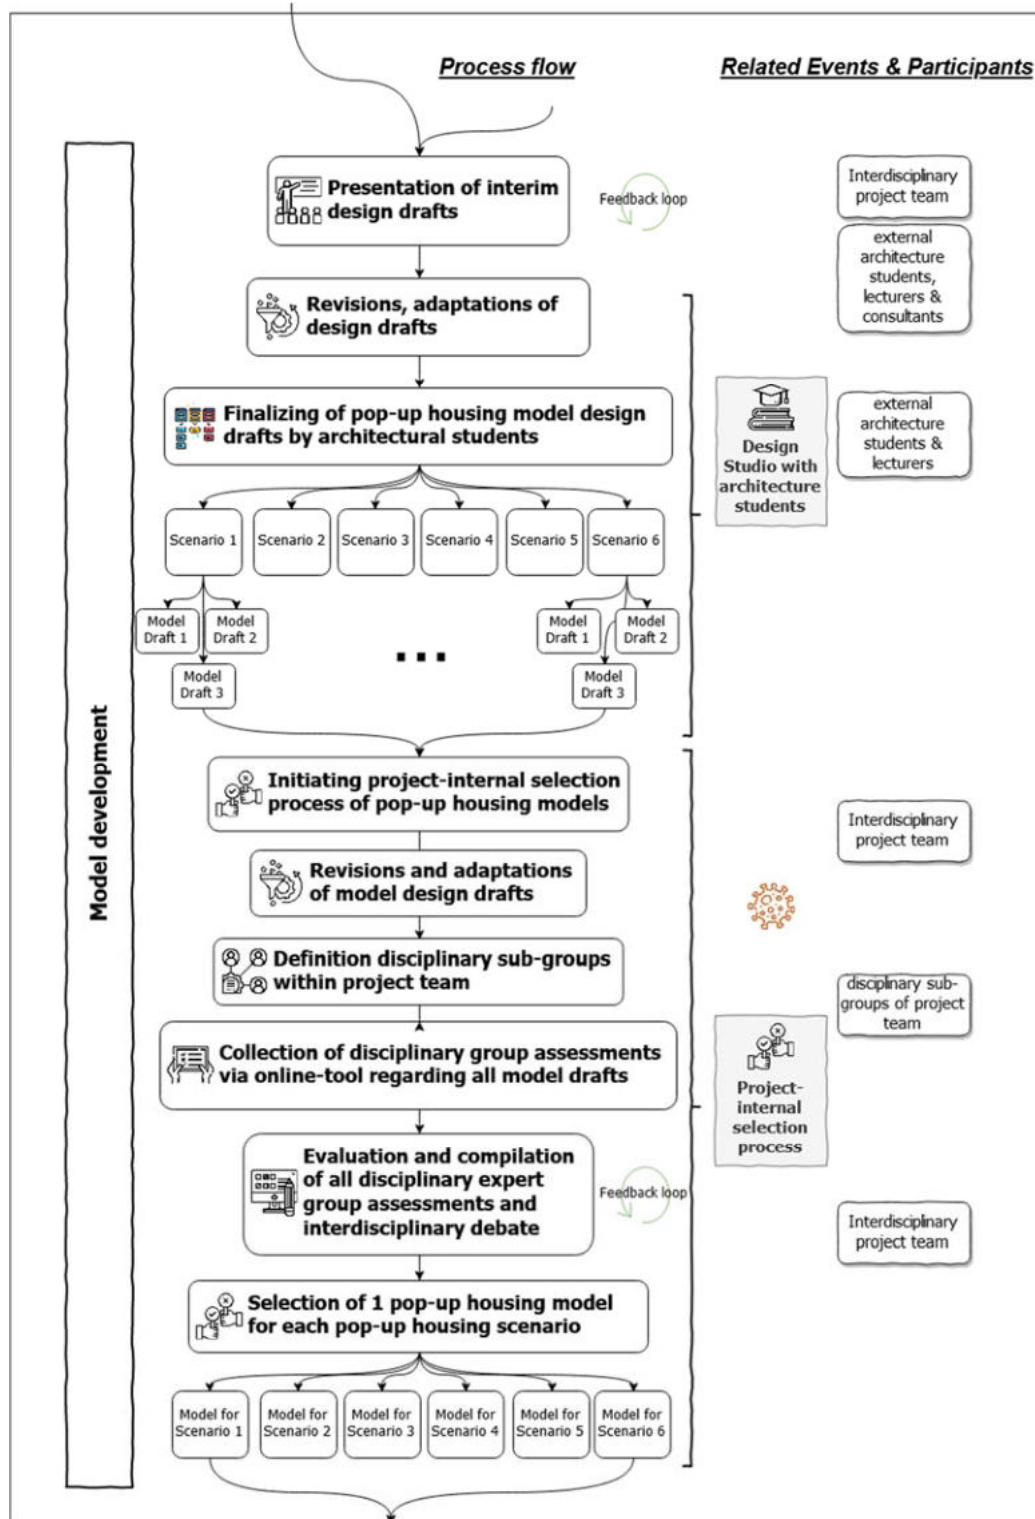 Process flow
Related Events & Participants
Model development
Presentation of interim
design drafts
Feedback loop
Interdisciplinary
project team
external
architecture
students,
lecturers &
consultants
Revisions, adaptations of
design drafts
Finalizing of pop-up housing model design
drafts by architectural students
Design
Studio with
architecture
students
external
architecture
students &
lecturers
Scenario 1
Scenario 2
Scenario 3
Scenario 4
Scenario 5
Scenario 6
Model
Draft 1
Model
Draft 2
Model
Draft 3
...
Model
Draft 1
Model
Draft 2
Model
Draft 3
Initiating project-internal selection
process of pop-up housing models
Interdisciplinary
project team
Revisions and adaptations
of model design drafts
Definition disciplinary sub-groups
within project team
disciplinary sub-
groups of project
team
Collection of disciplinary group assessments
via online-tool regarding all model drafts
Project-
internal
selection
process
Evaluation and compilation
of all disciplinary expert
group assessments and
interdisciplinary debate
Feedback loop
Interdisciplinary
project team
Selection of 1 pop-up housing model
for each pop-up housing scenario
Model for
Scenario 1
Model for
Scenario 2
Model for
Scenario 3
Model for
Scenario 4
Model for
Scenario 5
Model for
Scenario 6